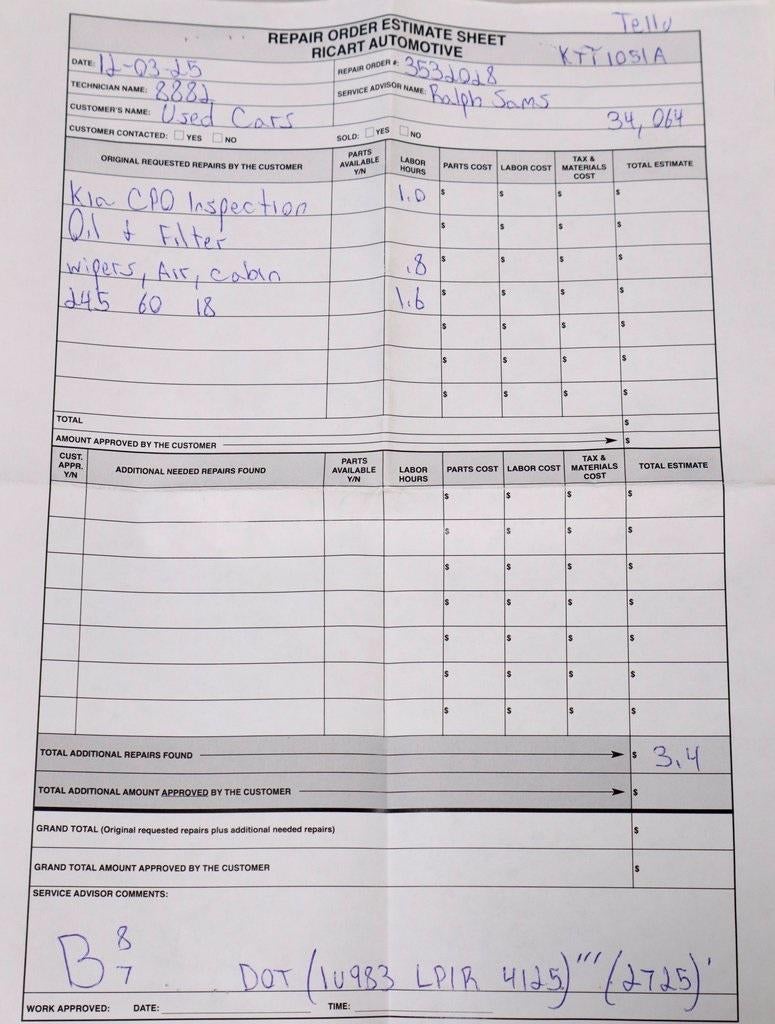 Tellu
REPAIR ORDER ESTIMATE SHEET
RICART AUTOMOTIVE
KTT1051A
DATE: 12-03-25 REPAIR ORDER #: 3532028
TECHNICIAN NAME: 8882 SERVICE ADVISOR NAME: Ralph Sams
CUSTOMER'S NAME: Used Cars 34,064
CUSTOMER CONTACTED: YES NO SOLD: YES NO
ORIGINAL REQUESTED REPAIRS BY THE CUSTOMER PARTS AVAILABLE Y/N LABOR HOURS PARTS COST LABOR COST TAX & MATERIALS COST TOTAL ESTIMATE
Kia CPO Inspection 1.0 $ $ $ $
Oil & Filter $ $ $ $
wipers, Air, cabin .8 $ $ $ $
245 60 18 1.6 $ $ $ $
$ $ $ $
$ $ $ $
$ $ $ $
TOTAL $
AMOUNT APPROVED BY THE CUSTOMER $
CUST. APPR. Y/N ADDITIONAL NEEDED REPAIRS FOUND PARTS AVAILABLE Y/N LABOR HOURS PARTS COST LABOR COST TAX & MATERIALS COST TOTAL ESTIMATE
$ $ $ $
$ $ $ $
$ $ $ $
$ $ $ $
$ $ $ $
$ $ $ $
$ $ $ $
TOTAL ADDITIONAL REPAIRS FOUND $ 3.4
TOTAL ADDITIONAL AMOUNT APPROVED BY THE CUSTOMER $
GRAND TOTAL (Original requested repairs plus additional needed repairs) $
GRAND TOTAL AMOUNT APPROVED BY THE CUSTOMER $
SERVICE ADVISOR COMMENTS:
B 8 7 DOT (1U983 LPIR 4125)''' (2725)'
WORK APPROVED: DATE: TIME: